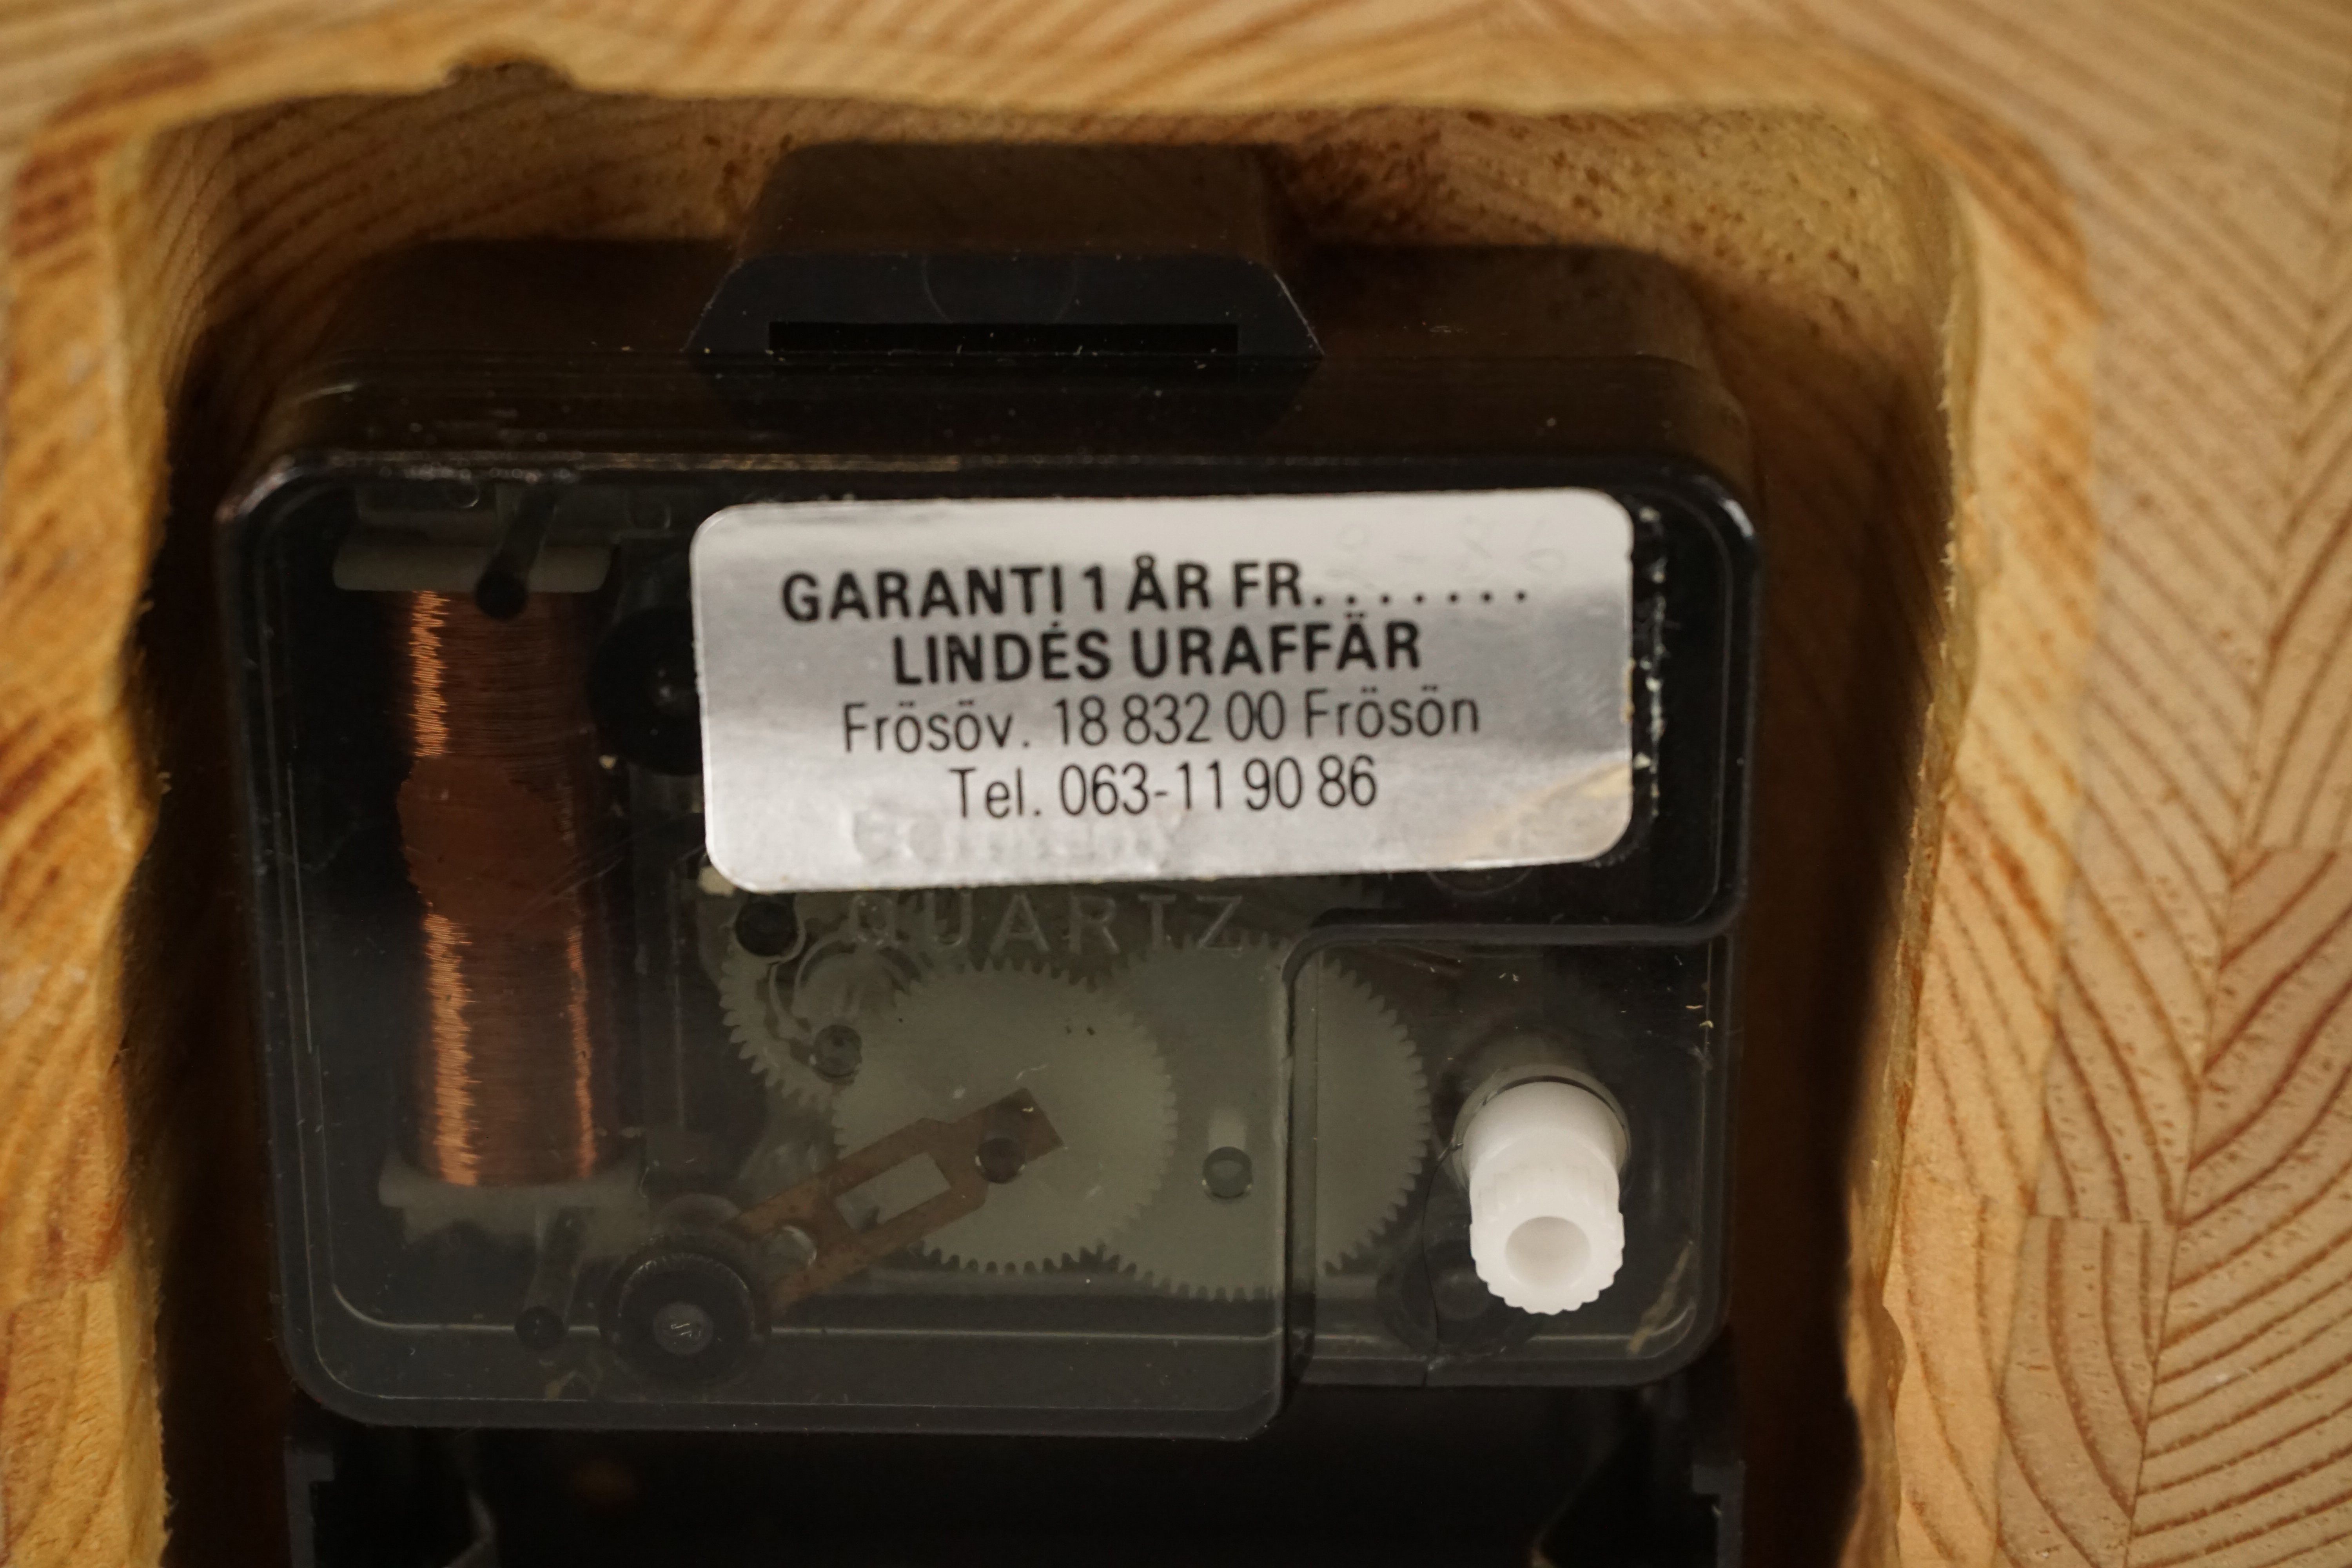 GARANTI 1 ÅR FR.......
LINDÉS URAFFÄR
Frösöv. 18 832 00 Frösön
Tel. 063-11 90 86
QUARTZ